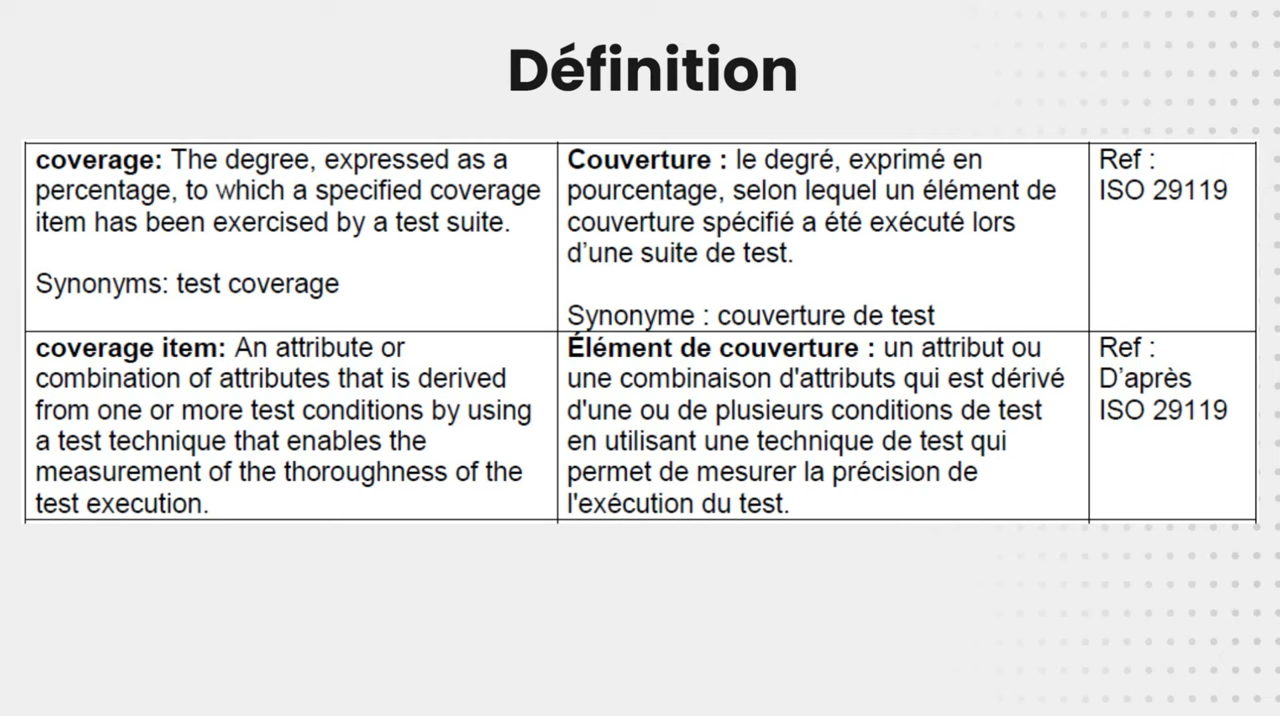 Définition
coverage: The degree, expressed as a
percentage, to which a specified coverage
item has been exercised by a test suite.
Synonyms: test coverage
Couverture : le degré, exprimé en
pourcentage, selon lequel un élément de
couverture spécifié a été exécuté lors
d’une suite de test.
Synonyme : couverture de test
Ref :
ISO 29119
coverage item: An attribute or
combination of attributes that is derived
from one or more test conditions by using
a test technique that enables the
measurement of the thoroughness of the
test execution.
Élément de couverture : un attribut ou
une combinaison d'attributs qui est dérivé
d'une ou de plusieurs conditions de test
en utilisant une technique de test qui
permet de mesurer la précision de
l'exécution du test.
Ref :
D’après
ISO 29119